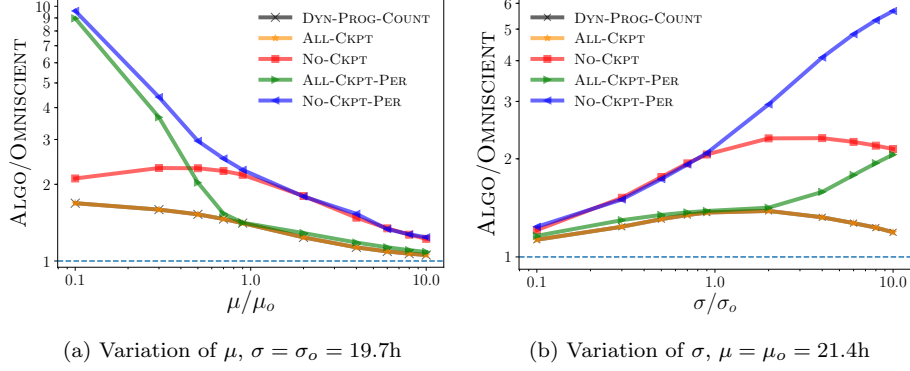 10
9
8
7
6
5
4
3
2
1
ALGO/OMNISCIENT
DYN-PROG-COUNT
ALL-CKPT
NO-CKPT
ALL-CKPT-PER
NO-CKPT-PER
0.1
1.0
10.0
μ/μₒ
(a) Variation of μ, σ = σₒ = 19.7h
6
5
4
3
2
1
ALGO/OMNISCIENT
DYN-PROG-COUNT
ALL-CKPT
NO-CKPT
ALL-CKPT-PER
NO-CKPT-PER
0.1
1.0
10.0
σ/σₒ
(b) Variation of σ, μ = μₒ = 21.4h